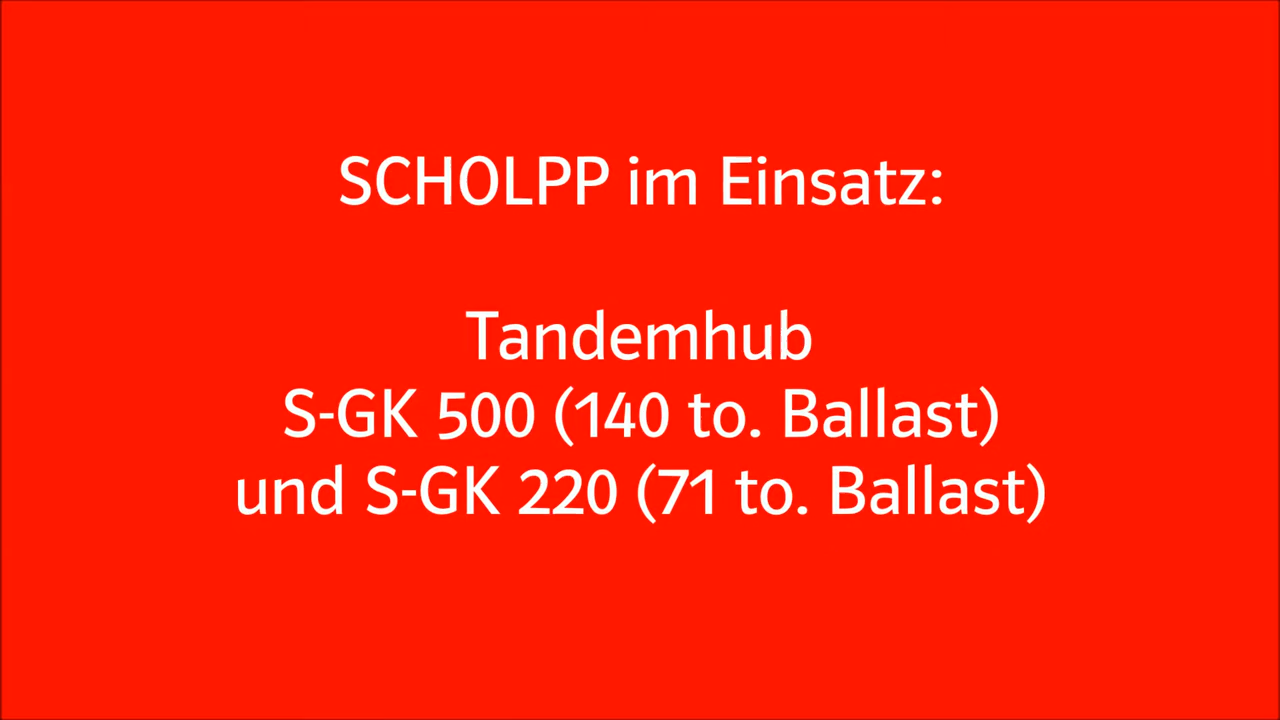 SCHOLPP im Einsatz:
Tandemhub
S-GK 500 (140 to. Ballast)
und S-GK 220 (71 to. Ballast)